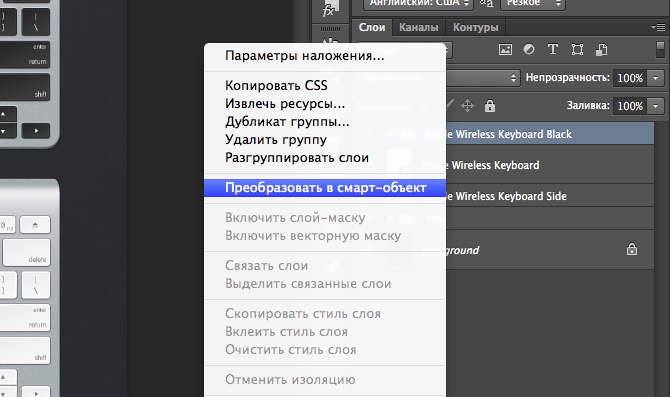 Английский: США
Резкое
fx
Слои
Каналы
Контуры
Параметры наложения...
Копировать CSS
Извлечь ресурсы...
Дубликат группы...
Удалить группу
Разгруппировать слои
Преобразовать в смарт-объект
Включить слой-маску
Включить векторную маску
Связать слои
Выделить связанные слои
Скопировать стиль слоя
Вклеить стиль слоя
Очистить стиль слоя
Отменить изоляцию
Непрозрачность: 100%
Заливка: 100%
Wireless Keyboard Black
Wireless Keyboard
Wireless Keyboard Side
enter
return
shift
delete
enter
return
shift